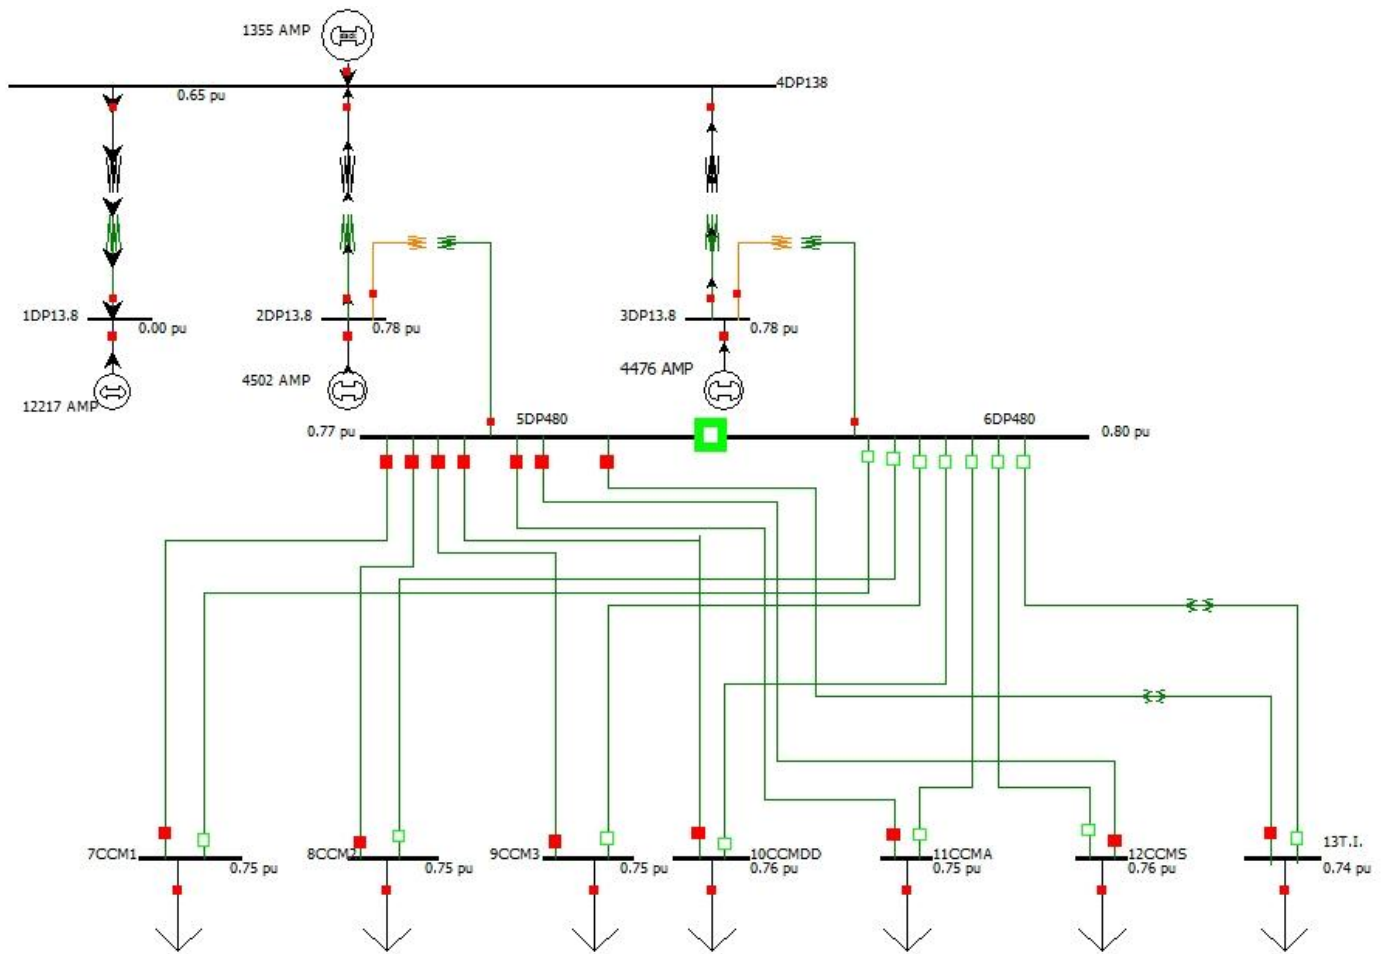 1355 AMP
4DP138
0.65 pu
1DP13.8
0.00 pu
2DP13.8
0.78 pu
3DP13.8
0.78 pu
12217 AMP
4502 AMP
4476 AMP
0.77 pu
5DP480
6DP480
0.80 pu
7CCM1
0.75 pu
8CCM2
0.75 pu
9CCM3
0.75 pu
10CCMDD
0.76 pu
11CCMA
0.75 pu
12CCMS
0.76 pu
13T.I.
0.74 pu